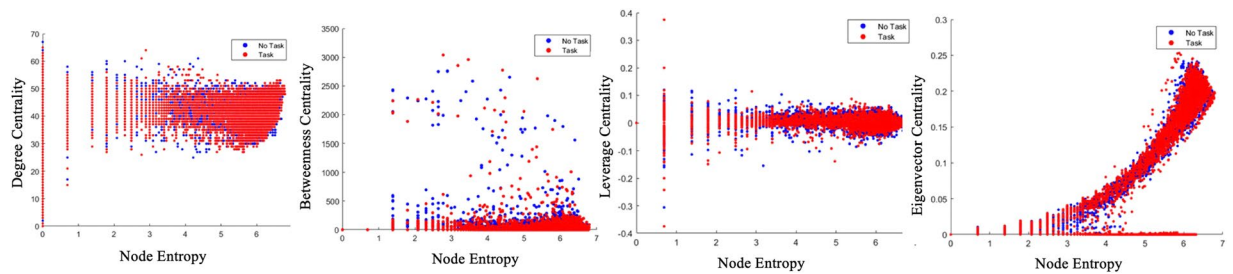 Degree Centrality
70
60
50
40
30
20
10
0
0 1 2 3 4 5 6
Node Entropy
No Task
Task
Betweenness Centrality
3500
3000
2500
2000
1500
1000
500
0
0 1 2 3 4 5 6 7
Node Entropy
No Task
Task
Leverage Centrality
0.4
0.3
0.2
0.1
0
-0.1
-0.2
-0.3
-0.4
0 1 2 3 4 5 6
Node Entropy
No Task
Task
Eigenvector Centrality
0.3
0.25
0.2
0.15
0.1
0.05
0
0 1 2 3 4 5 6 7
Node Entropy
No Task
Task